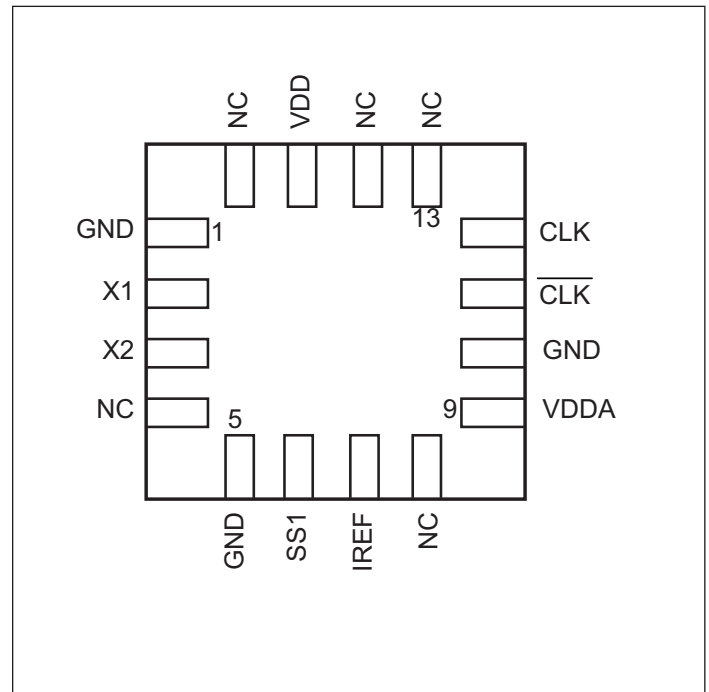 NC
VDD
NC
NC
GND
1
13
CLK
X1
CLK
X2
GND
NC
5
9
VDDA
GND
SS1
IREF
NC